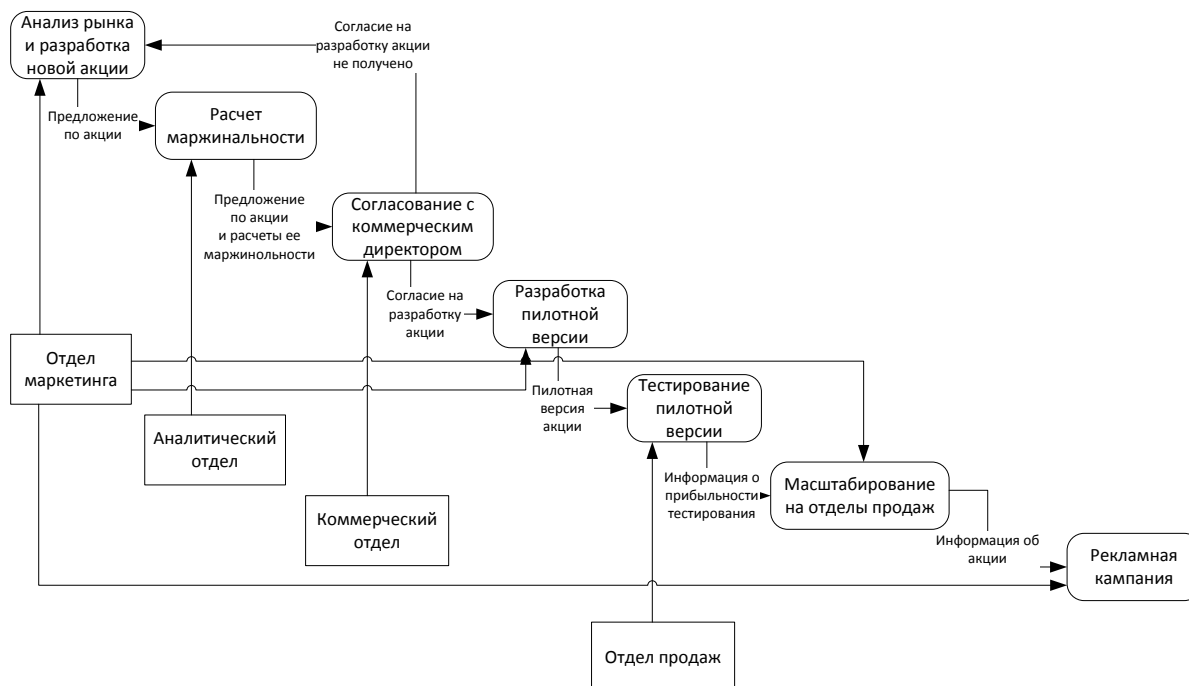 Анализ рынка
и разработка
новой акции
Согласие на
разработку акции
не получено
Предложение
по акции
Расчет
маржинальности
Предложение
по акции
и расчеты ее
маржинольности
Согласование с
коммерческим
директором
Согласие на
разработку
акции
Разработка
пилотной
версии
Отдел
маркетинга
Пилотная
версия
акции
Тестирование
пилотной
версии
Аналитический
отдел
Информация о
прибыльности
тестирования
Масштабирование
на отделы продаж
Коммерческий
отдел
Информация об
акции
Рекламная
кампания
Отдел продаж